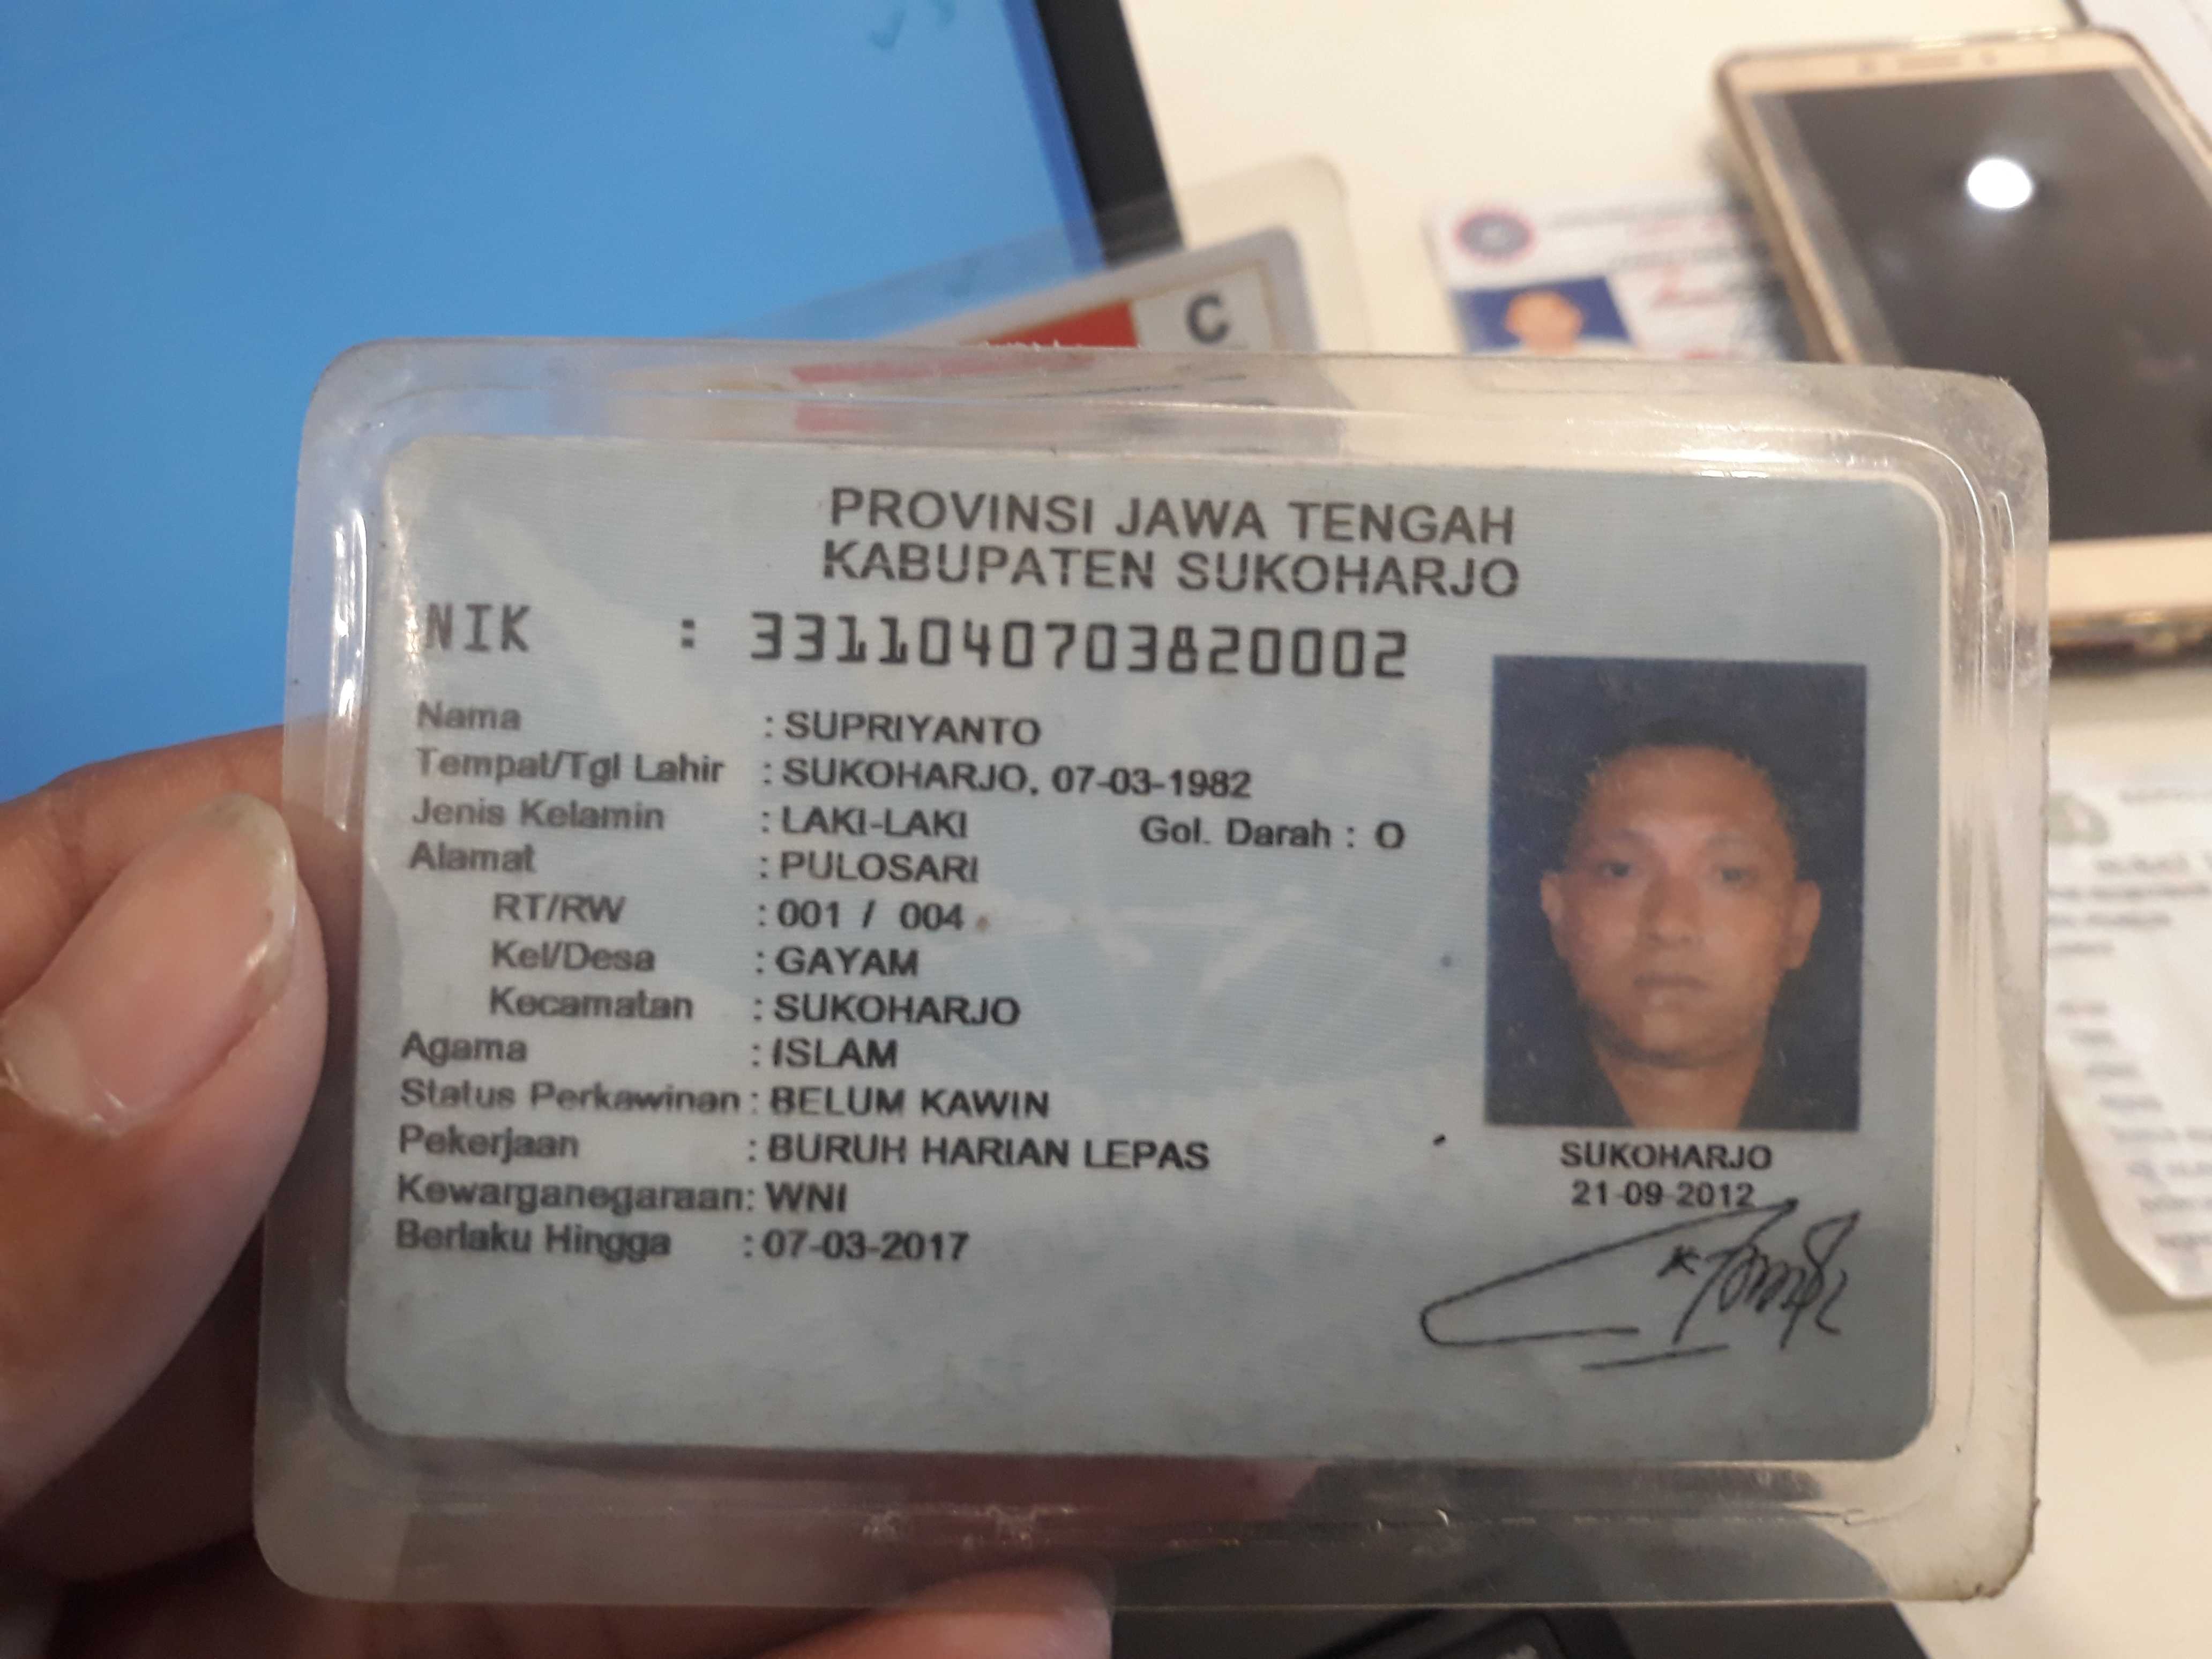 C
PROVINSI JAWA TENGAH
KABUPATEN SUKOHARJO
NIK : 3311040703820002
Nama : SUPRIYANTO
Tempat/Tgl Lahir : SUKOHARJO, 07-03-1982
Jenis Kelamin : LAKI-LAKI Gol. Darah : O
Alamat : PULOSARI
RT/RW : 001 / 004
Kel/Desa : GAYAM
Kecamatan : SUKOHARJO
Agama : ISLAM
Status Perkawinan : BELUM KAWIN
Pekerjaan : BURUH HARIAN LEPAS
Kewarganegaraan : WNI
Berlaku Hingga : 07-03-2017
SUKOHARJO
21-09-2012